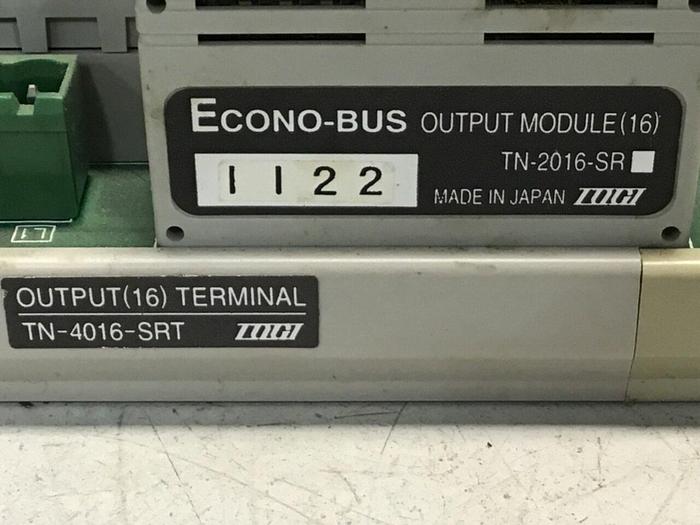 ECONO-BUS OUTPUT MODULE(16)
TN-2016-SR
1122
MADE IN JAPAN TOGI
L1
OUTPUT(16) TERMINAL
TN-4016-SRT TOGI